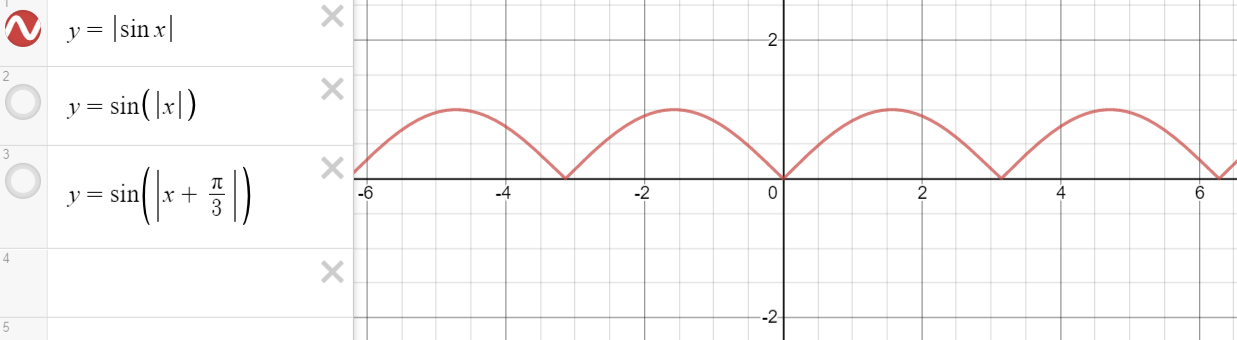 1
y = |sin x|
2
y = sin(|x|)
3
y = sin(|x + π/3|)
4
5
2
-6 -4 -2 0 2 4 6
-2